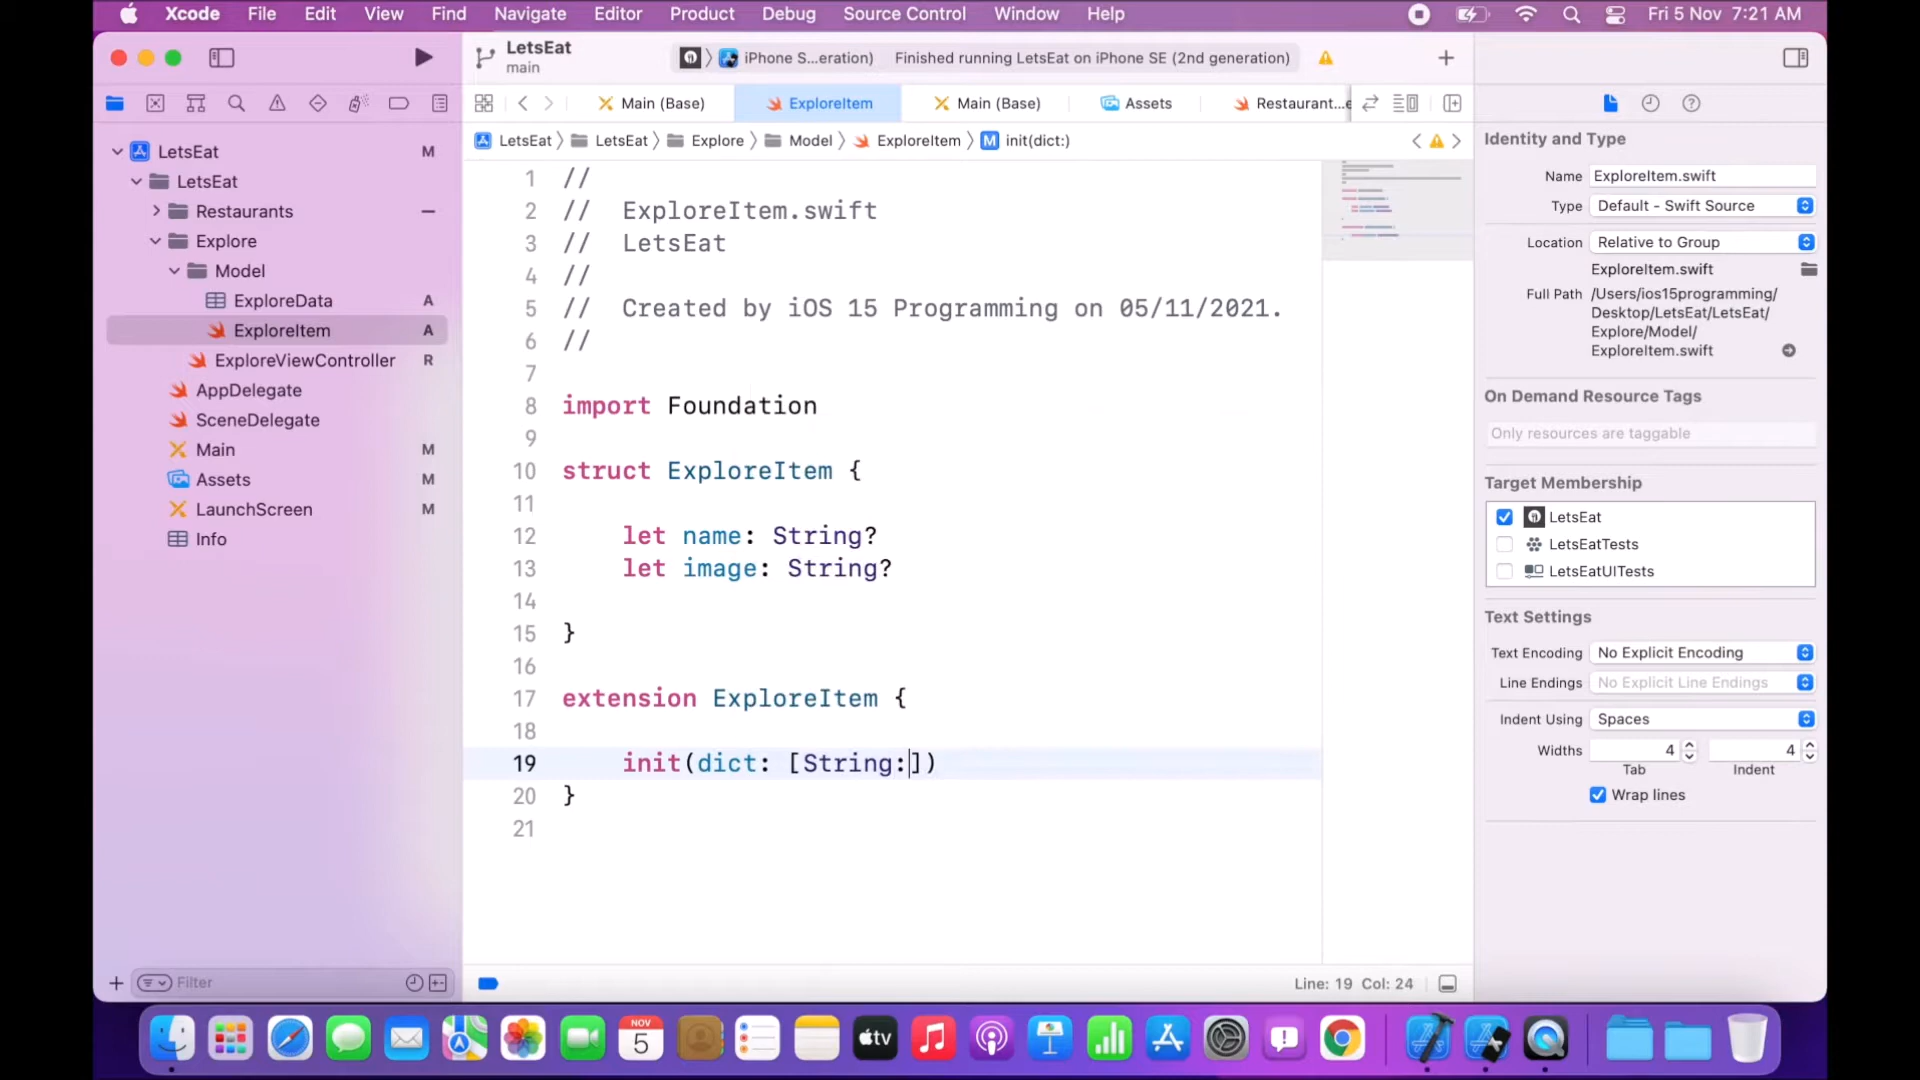 Xcode File Edit View Find Navigate Editor Product Debug Source Control Window Help Fri 5 Nov 7:21 AM
LetsEat
main
iPhone S...eration) Finished running LetsEat on iPhone SE (2nd generation)
Main (Base) ExploreItem Main (Base) Assets Restaurant...e
LetsEat LetsEat Explore Model ExploreItem M init(dict:)
LetsEat M
LetsEat
Restaurants
Explore
Model
ExploreData A
ExploreItem A
ExploreViewController R
AppDelegate
SceneDelegate
Main M
Assets M
LaunchScreen M
Info
Filter
1 //
2 //  ExploreItem.swift
3 //  LetsEat
4 //
5 //  Created by iOS 15 Programming on 05/11/2021.
6 //
7
8 import Foundation
9
10 struct ExploreItem {
11
12     let name: String?
13     let image: String?
14
15 }
16
17 extension ExploreItem {
18
19     init(dict: [String:])
20 }
21
Line: 19 Col: 24
Identity and Type
Name ExploreItem.swift
Type Default - Swift Source
Location Relative to Group
ExploreItem.swift
Full Path /Users/ios15programming/
Desktop/LetsEat/LetsEat/
Explore/Model/
ExploreItem.swift
On Demand Resource Tags
Only resources are taggable
Target Membership
LetsEat
LetsEatTests
LetsEatUITests
Text Settings
Text Encoding No Explicit Encoding
Line Endings No Explicit Line Endings
Indent Using Spaces
Widths 4 4
Tab Indent
Wrap lines
NOV
5
tv